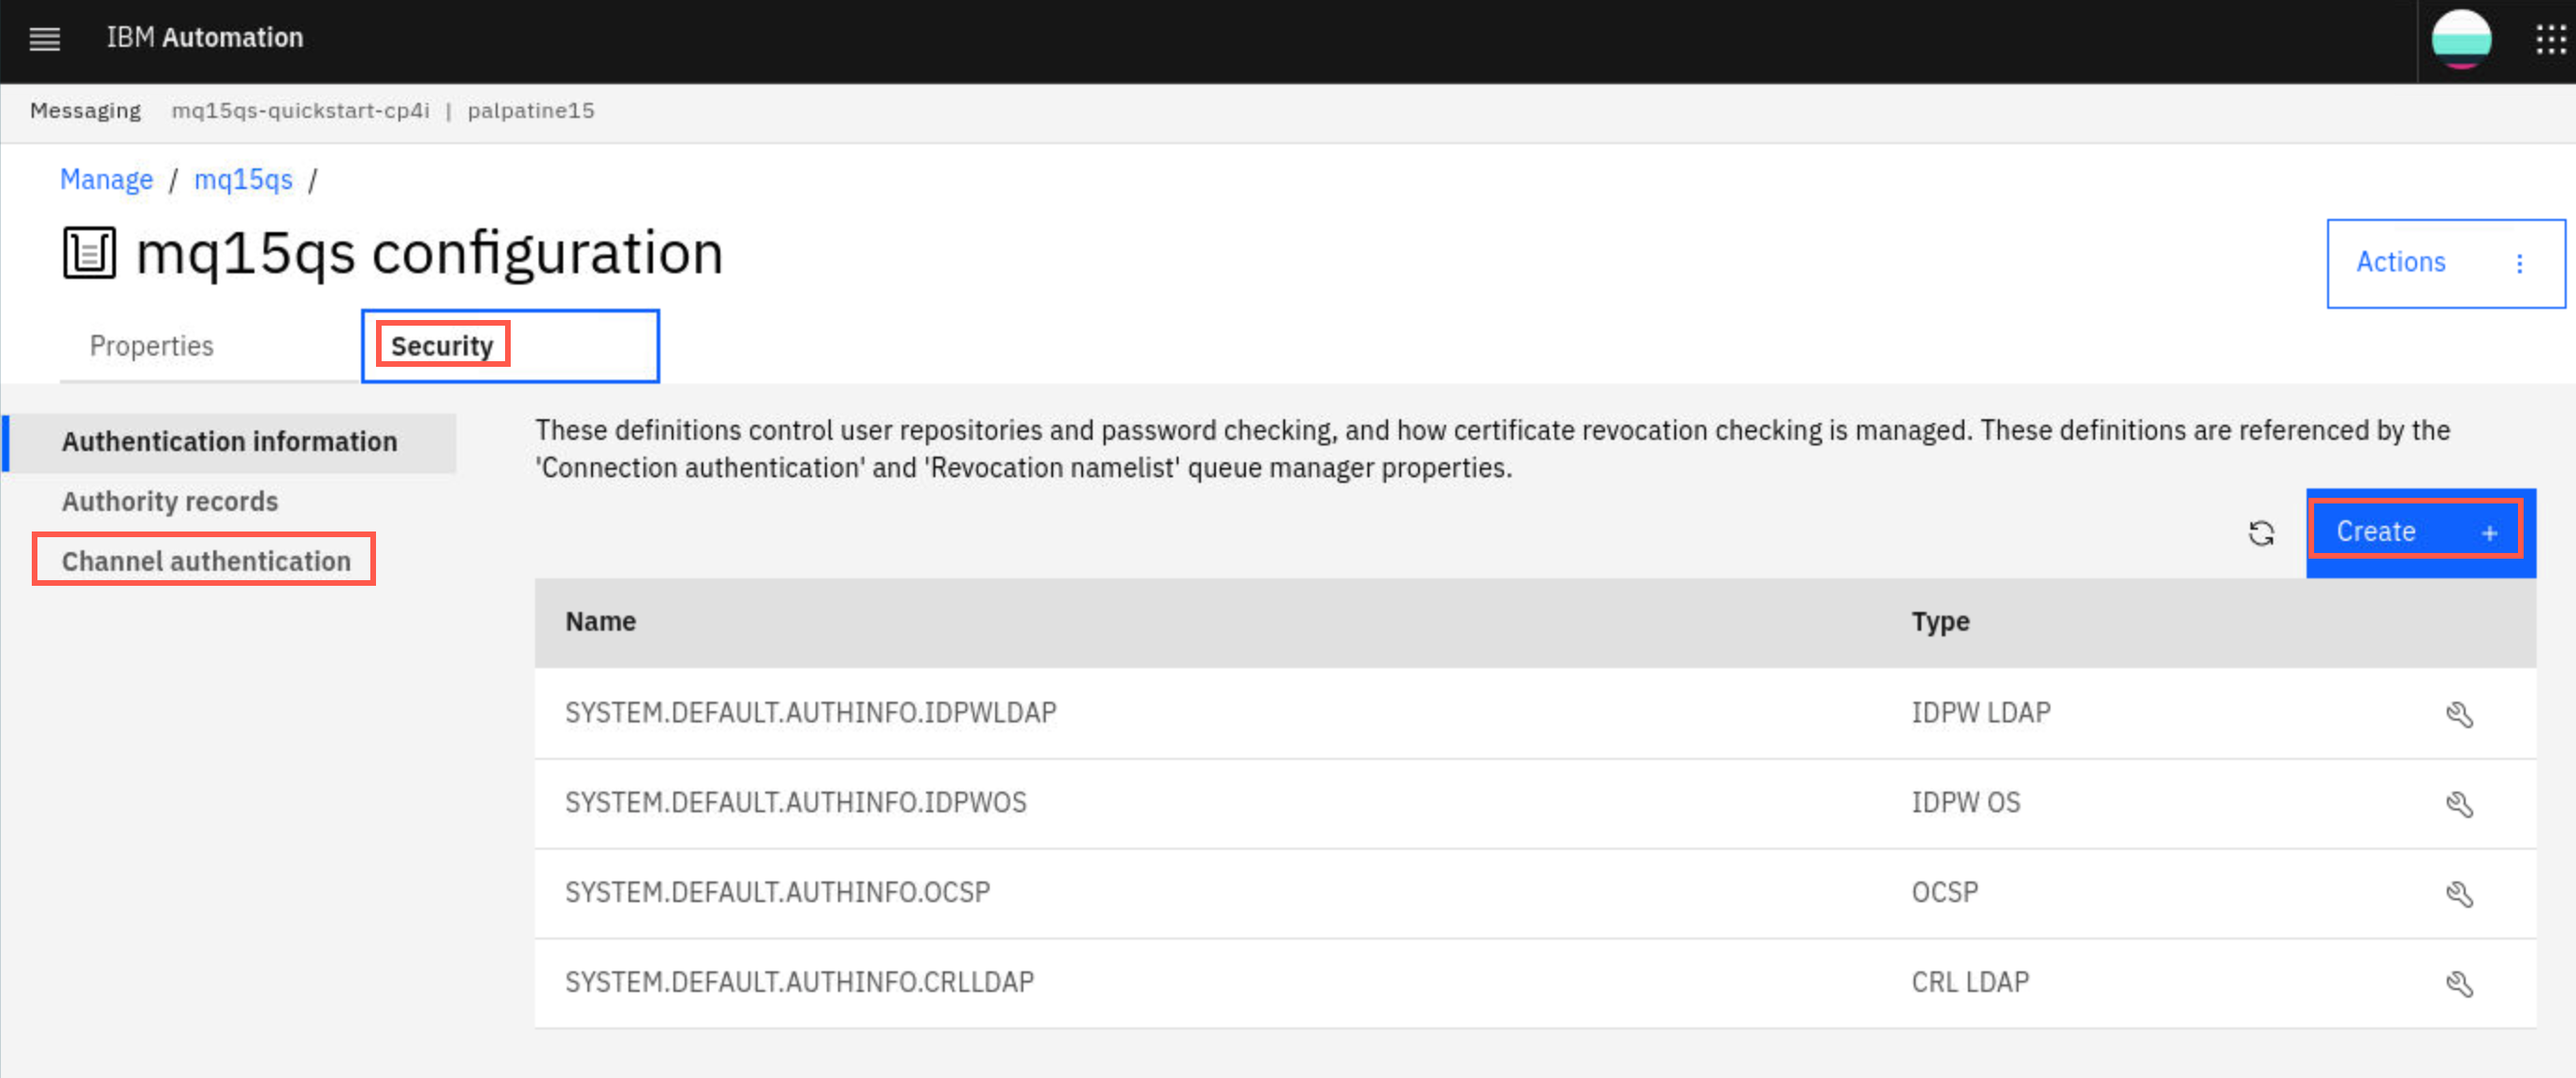 IBM Automation
Messaging mq15qs-quickstart-cp4i | palpatine15
Manage / mq15qs /
mq15qs configuration
Actions
Properties
Security
Authentication information
Authority records
Channel authentication
These definitions control user repositories and password checking, and how certificate revocation checking is managed. These definitions are referenced by the
'Connection authentication' and 'Revocation namelist' queue manager properties.
Create +
Name Type
SYSTEM.DEFAULT.AUTHINFO.IDPWLDAP IDPW LDAP
SYSTEM.DEFAULT.AUTHINFO.IDPWOS IDPW OS
SYSTEM.DEFAULT.AUTHINFO.OCSP OCSP
SYSTEM.DEFAULT.AUTHINFO.CRLLDAP CRL LDAP